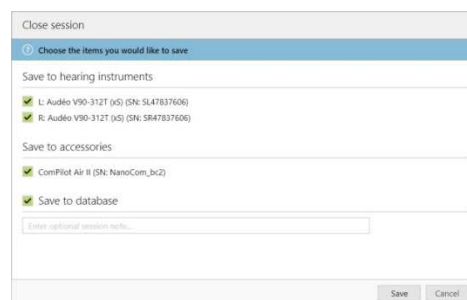 Close session
? Choose the items you would like to save
Save to hearing instruments
L: Audéo V90-312T (xS) (SN: SL47837606)
R: Audéo V90-312T (xS) (SN: SR47837606)
Save to accessories
ComPilot Air II (SN: NanoCom_bc2)
Save to database
Enter optional session note...
Save Cancel